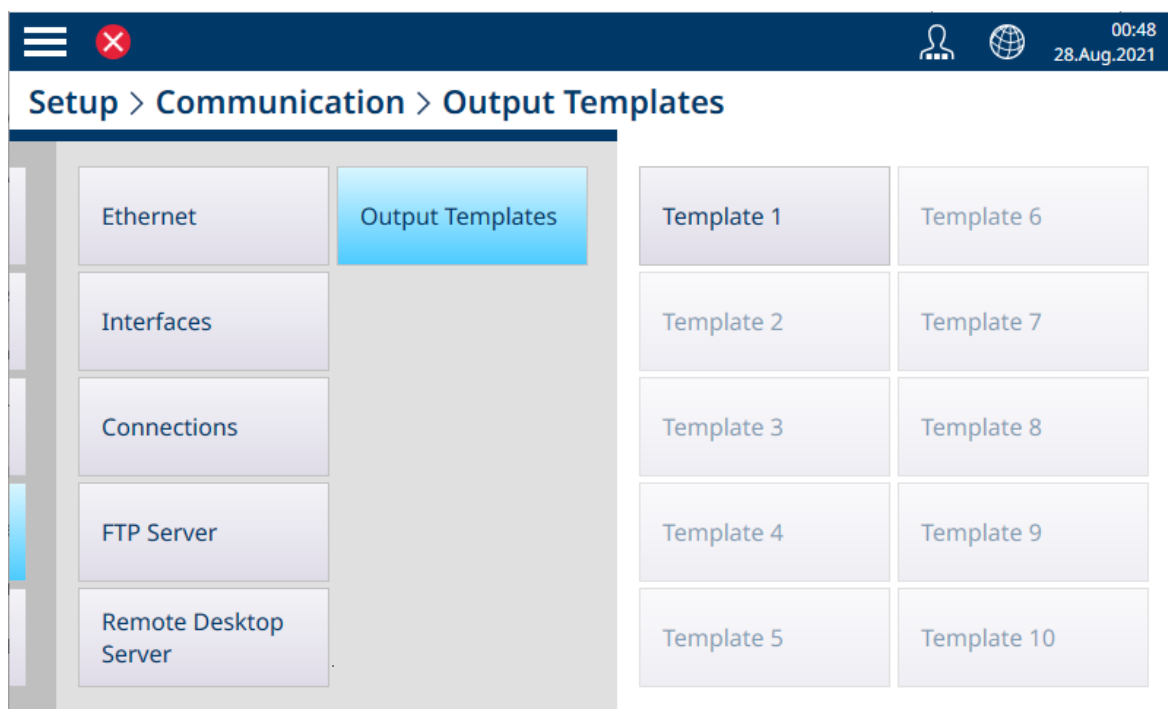 00:48
28.Aug.2021
Setup > Communication > Output Templates
Ethernet
Output Templates
Interfaces
Connections
FTP Server
Remote Desktop
Server
Template 1
Template 6
Template 2
Template 7
Template 3
Template 8
Template 4
Template 9
Template 5
Template 10